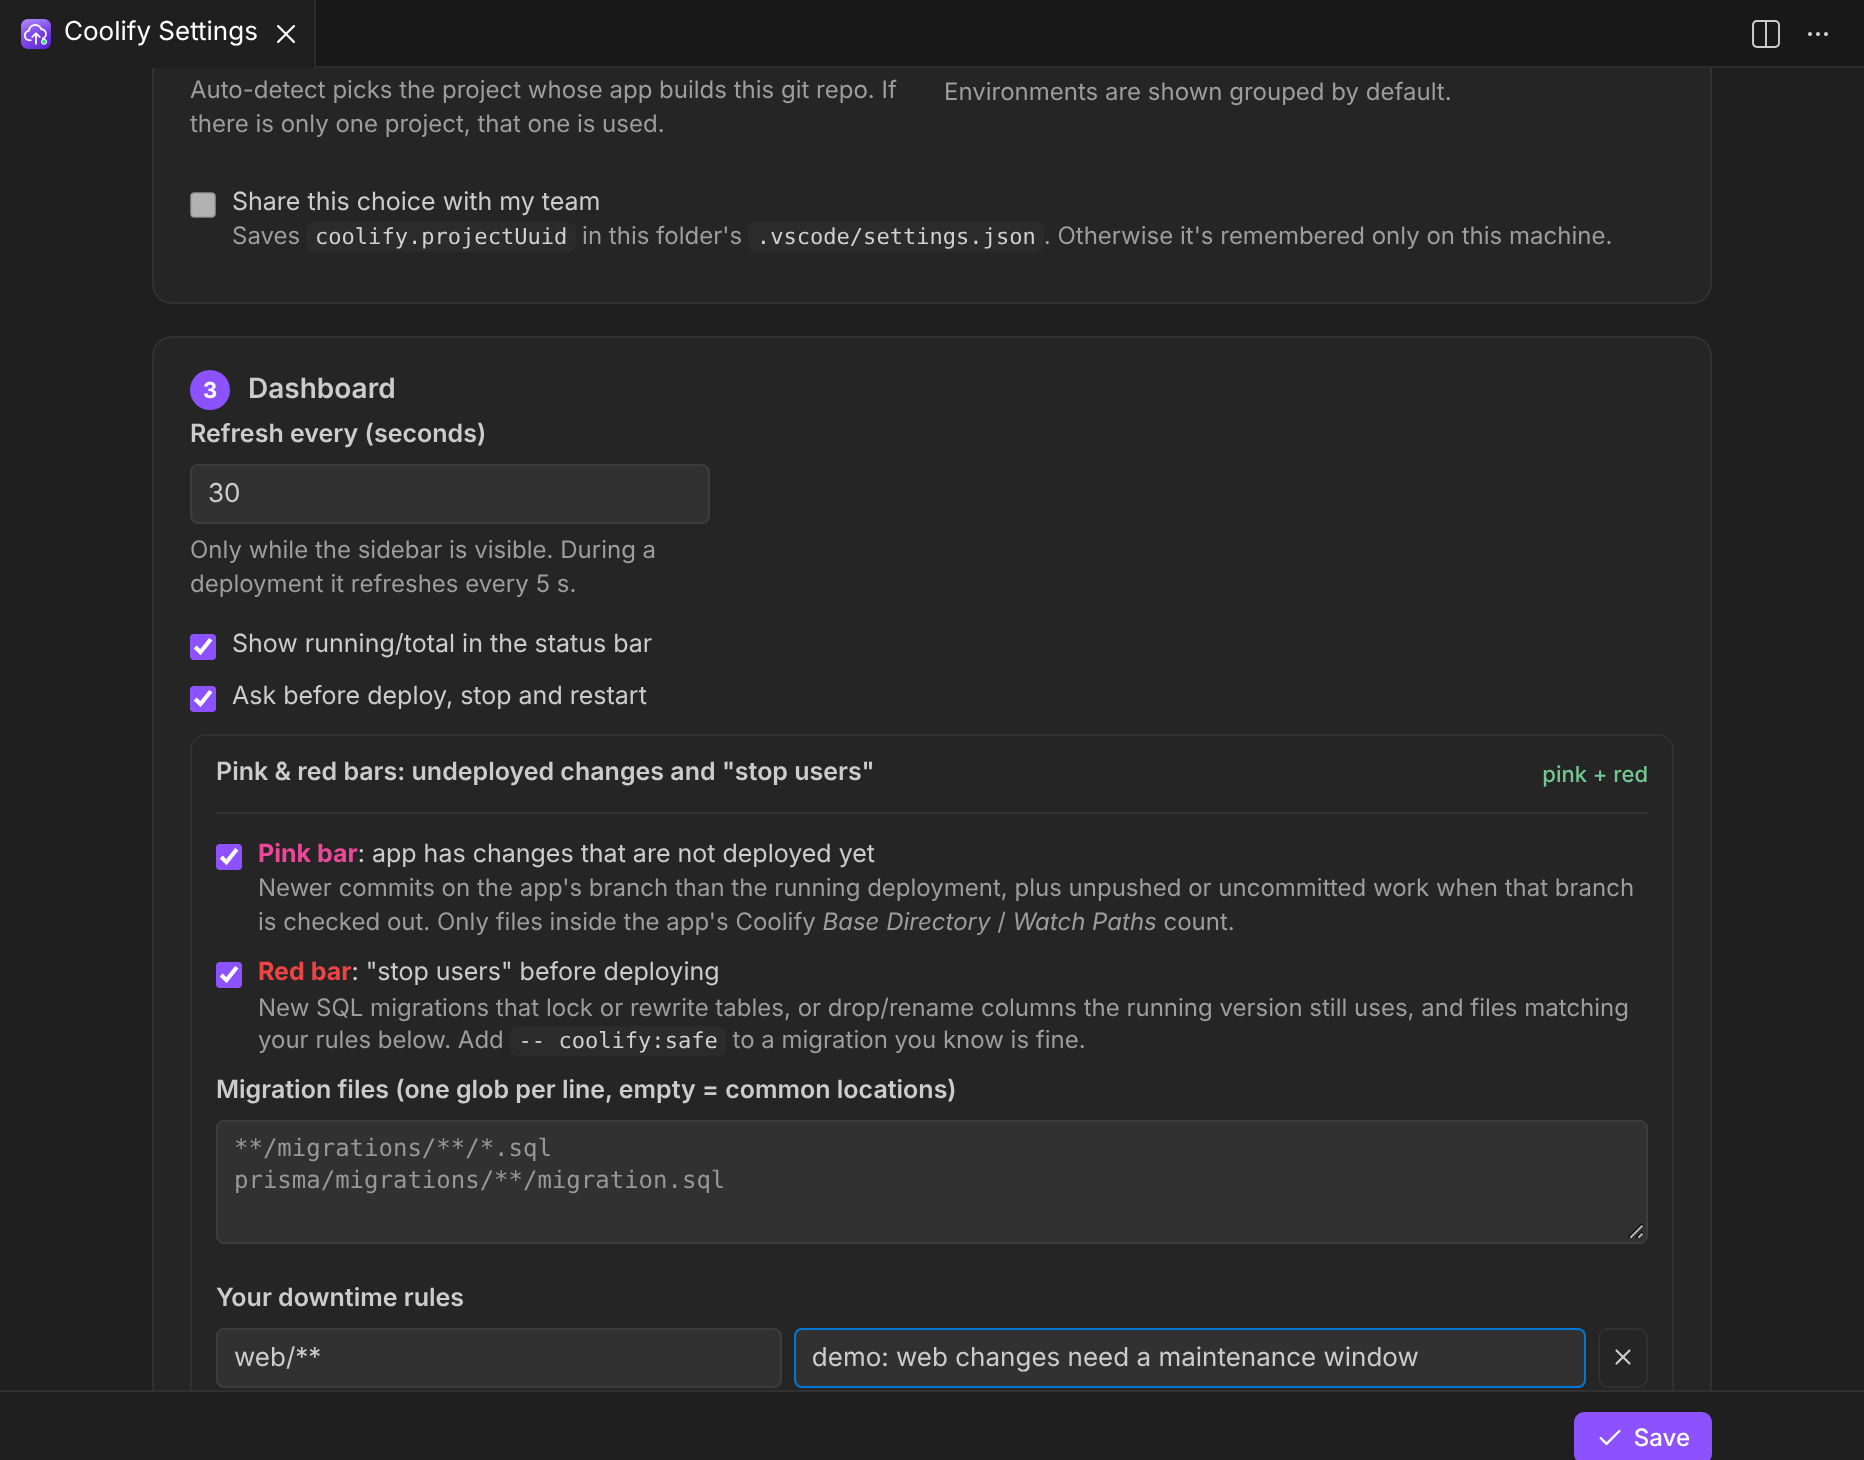 Coolify Settings
Auto-detect picks the project whose app builds this git repo. If
there is only one project, that one is used.
Environments are shown grouped by default.
Share this choice with my team
Saves coolify.projectUuid in this folder's .vscode/settings.json. Otherwise it's remembered only on this machine.
3 Dashboard
Refresh every (seconds)
30
Only while the sidebar is visible. During a
deployment it refreshes every 5 s.
Show running/total in the status bar
Ask before deploy, stop and restart
Pink & red bars: undeployed changes and "stop users"
pink + red
Pink bar: app has changes that are not deployed yet
Newer commits on the app's branch than the running deployment, plus unpushed or uncommitted work when that branch
is checked out. Only files inside the app's Coolify Base Directory / Watch Paths count.
Red bar: "stop users" before deploying
New SQL migrations that lock or rewrite tables, or drop/rename columns the running version still uses, and files matching
your rules below. Add -- coolify:safe to a migration you know is fine.
Migration files (one glob per line, empty = common locations)
**/migrations/**/*.sql
prisma/migrations/**/migration.sql
Your downtime rules
web/**
demo: web changes need a maintenance window
Save